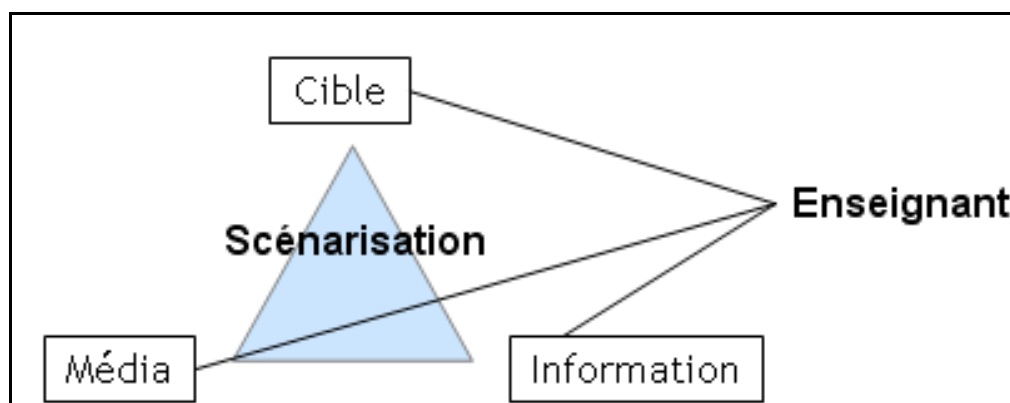 Cible
Enseignant
Scénarisation
Média
Information